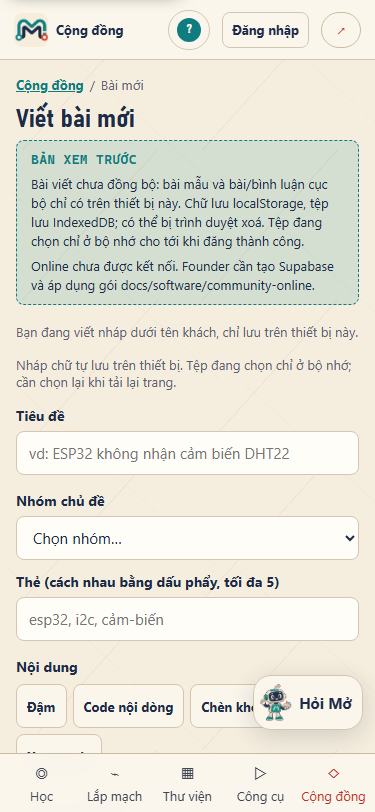 Cộng đồng
?
Đăng nhập
Cộng đồng / Bài mới
Viết bài mới
BẢN XEM TRƯỚC
Bài viết chưa đồng bộ: bài mẫu và bài/bình luận cục
bộ chỉ có trên thiết bị này. Chữ lưu localStorage, tệp
lưu IndexedDB; có thể bị trình duyệt xoá. Tệp đang
chọn chỉ ở bộ nhớ cho tới khi đăng thành công.
Online chưa được kết nối. Founder cần tạo Supabase
và áp dụng gói docs/software/community-online.
Bạn đang viết nháp dưới tên khách, chỉ lưu trên thiết bị này.
Nháp chữ tự lưu trên thiết bị. Tệp đang chọn chỉ ở bộ nhớ;
cần chọn lại khi tải lại trang.
Tiêu đề
vd: ESP32 không nhận cảm biến DHT22
Nhóm chủ đề
Chọn nhóm...
Thẻ (cách nhau bằng dấu phẩy, tối đa 5)
esp32, i2c, cảm-biến
Nội dung
Đậm
Code nội dòng
Chèn
Hỏi Mở
Học
Lắp mạch
Thư viện
Công cụ
Cộng đồng